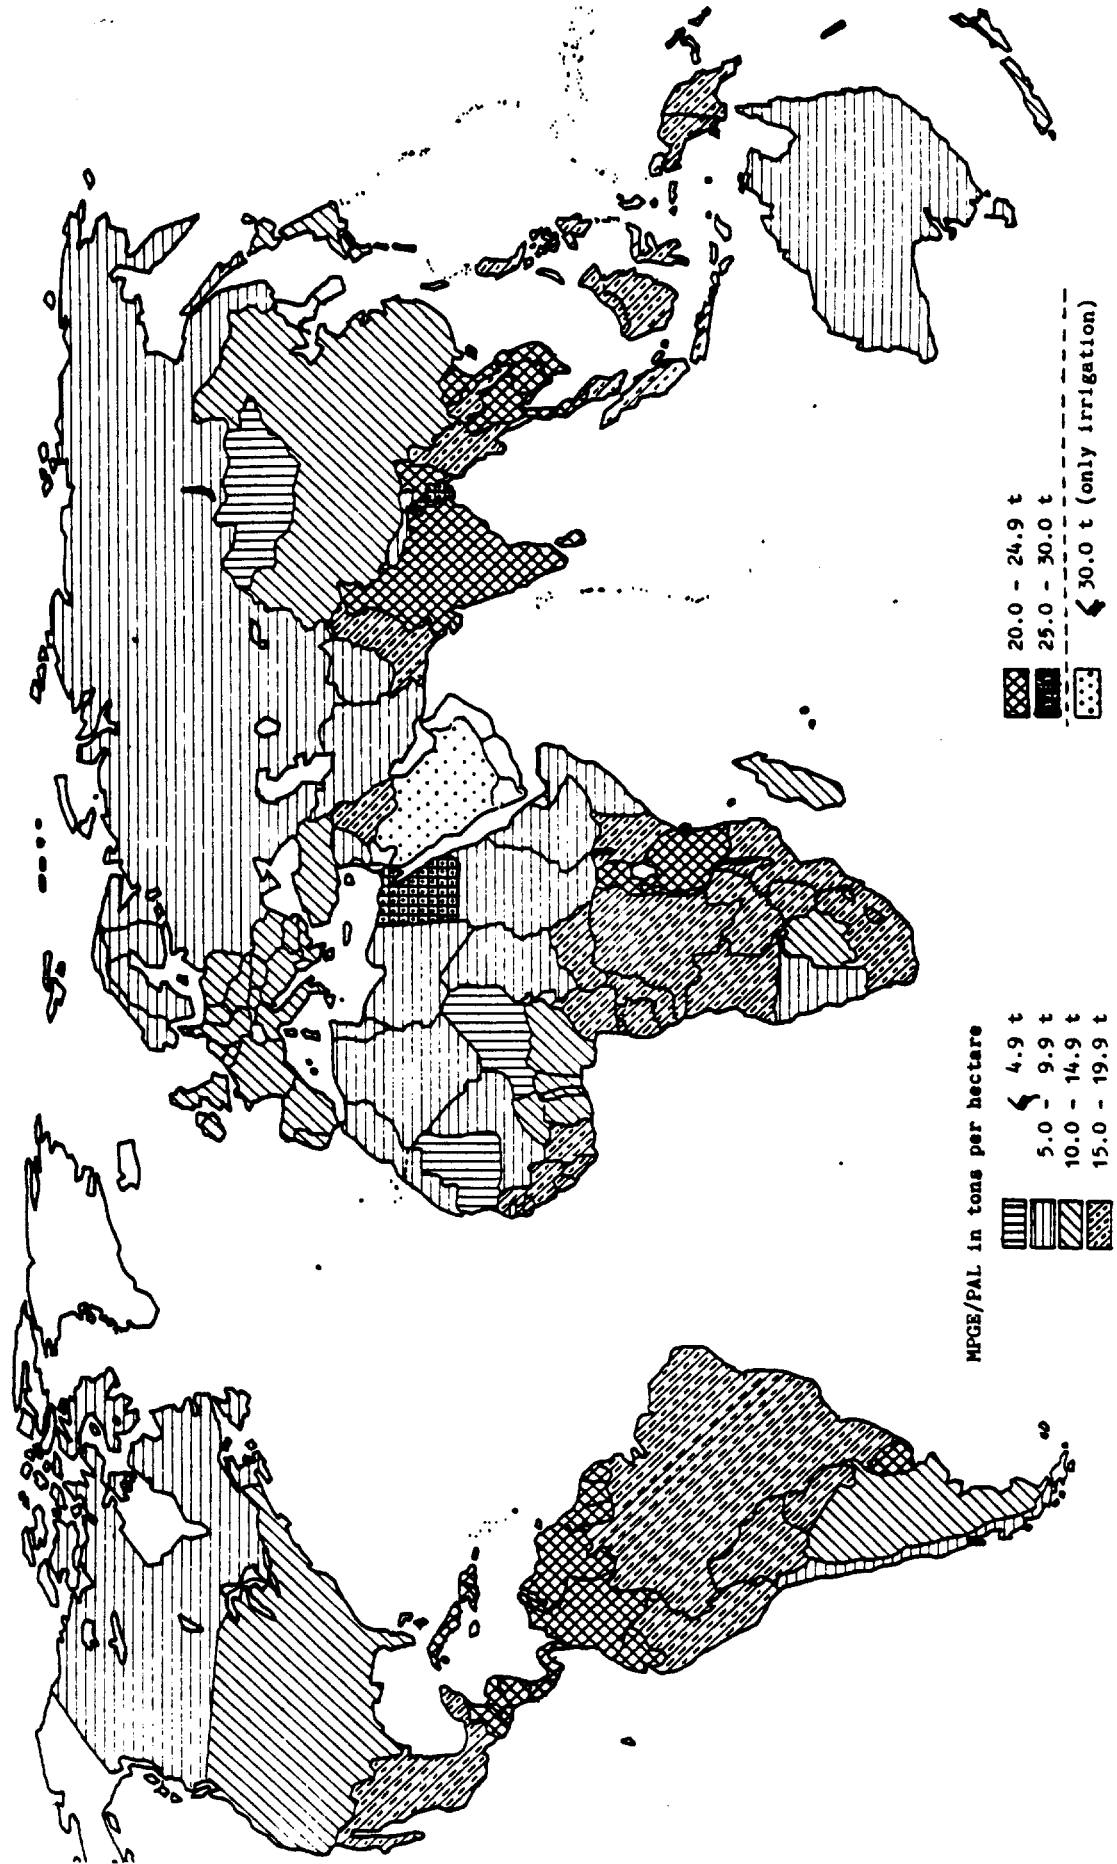 MPGE/PAL in tons per hectare
< 4.9 t
5.0 - 9.9 t
10.0 - 14.9 t
15.0 - 19.9 t
20.0 - 24.9 t
25.0 - 30.0 t
< 30.0 t (only irrigation)